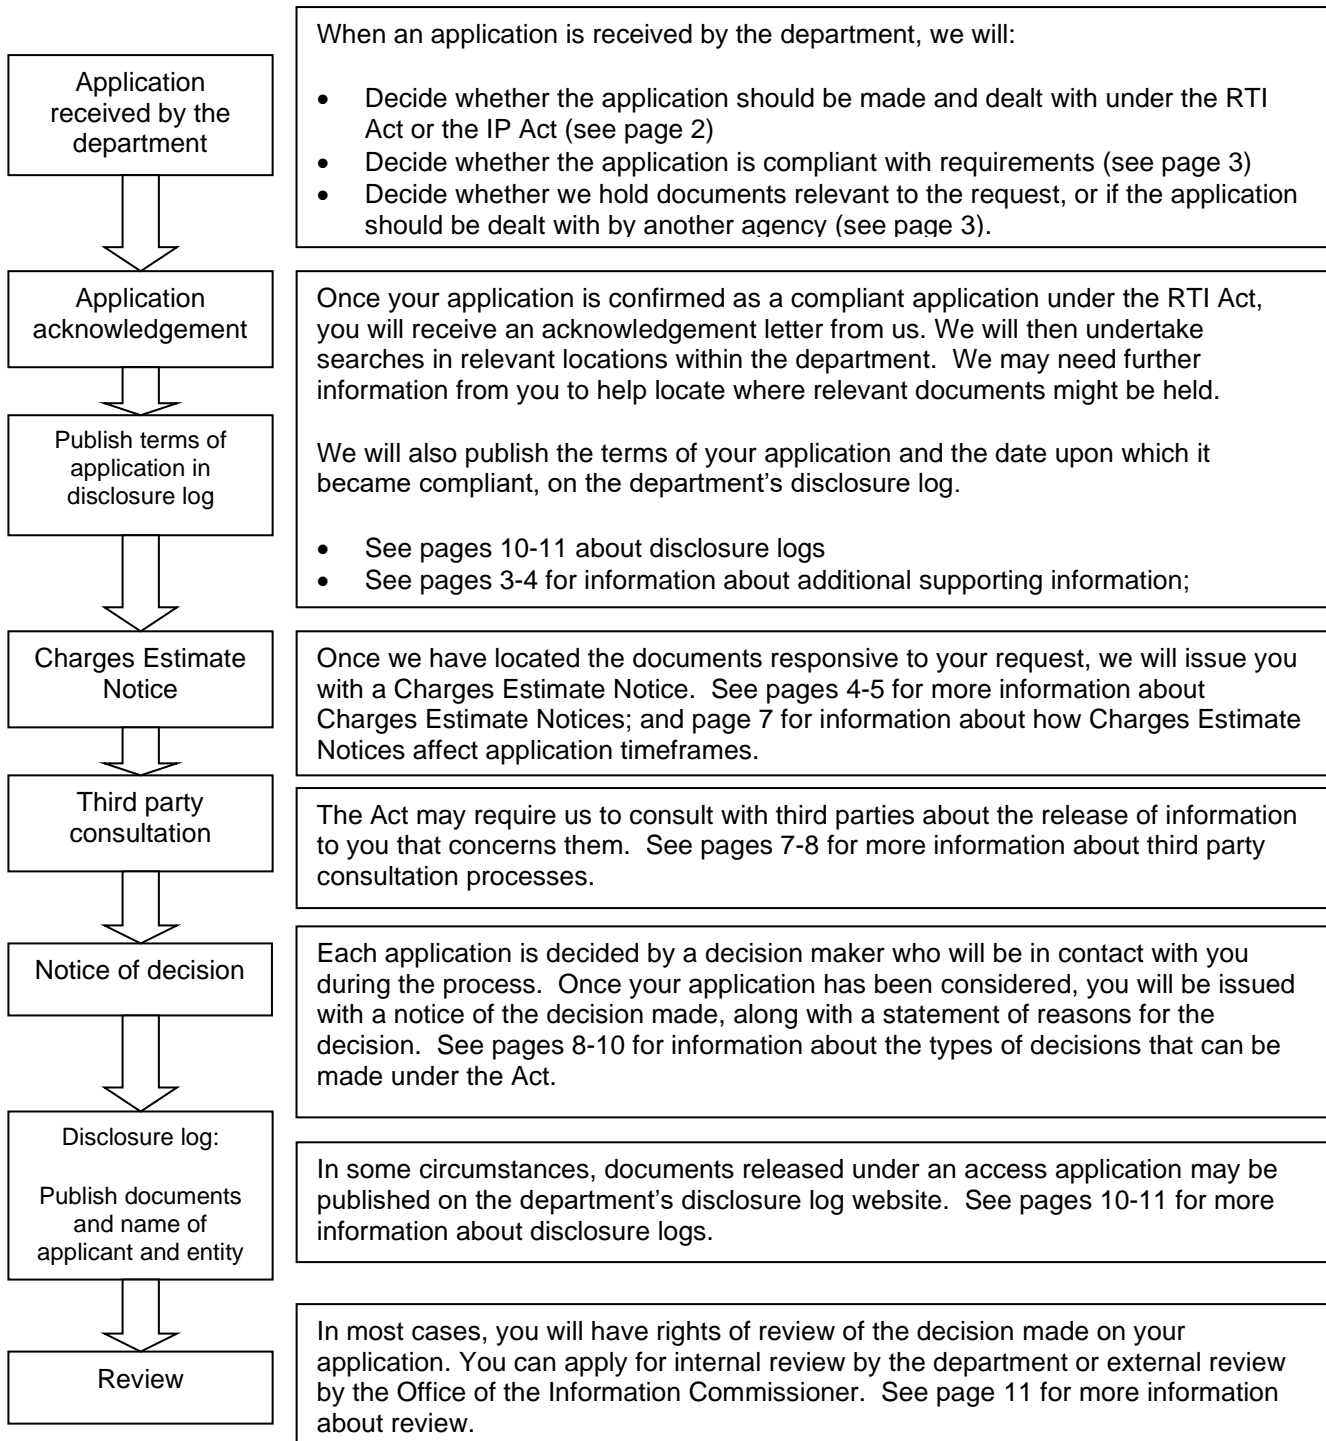 Application
received by the
department
When an application is received by the department, we will:
• Decide whether the application should be made and dealt with under the RTI
Act or the IP Act (see page 2)
• Decide whether the application is compliant with requirements (see page 3)
• Decide whether we hold documents relevant to the request, or if the application
should be dealt with by another agency (see page 3).
Application
acknowledgement
Publish terms of
application in
disclosure log
Once your application is confirmed as a compliant application under the RTI Act,
you will receive an acknowledgement letter from us. We will then undertake
searches in relevant locations within the department.  We may need further
information from you to help locate where relevant documents might be held.
We will also publish the terms of your application and the date upon which it
became compliant, on the department's disclosure log.
• See pages 10-11 about disclosure logs
• See pages 3-4 for information about additional supporting information;
Charges Estimate
Notice
Once we have located the documents responsive to your request, we will issue you
with a Charges Estimate Notice.  See pages 4-5 for more information about
Charges Estimate Notices; and page 7 for information about how Charges Estimate
Notices affect application timeframes.
Third party
consultation
The Act may require us to consult with third parties about the release of information
to you that concerns them.  See pages 7-8 for more information about third party
consultation processes.
Notice of decision
Each application is decided by a decision maker who will be in contact with you
during the process.  Once your application has been considered, you will be issued
with a notice of the decision made, along with a statement of reasons for the
decision.  See pages 8-10 for information about the types of decisions that can be
made under the Act.
Disclosure log:
Publish documents
and name of
applicant and entity
In some circumstances, documents released under an access application may be
published on the department's disclosure log website.  See pages 10-11 for more
information about disclosure logs.
Review
In most cases, you will have rights of review of the decision made on your
application. You can apply for internal review by the department or external review
by the Office of the Information Commissioner.  See page 11 for more information
about review.